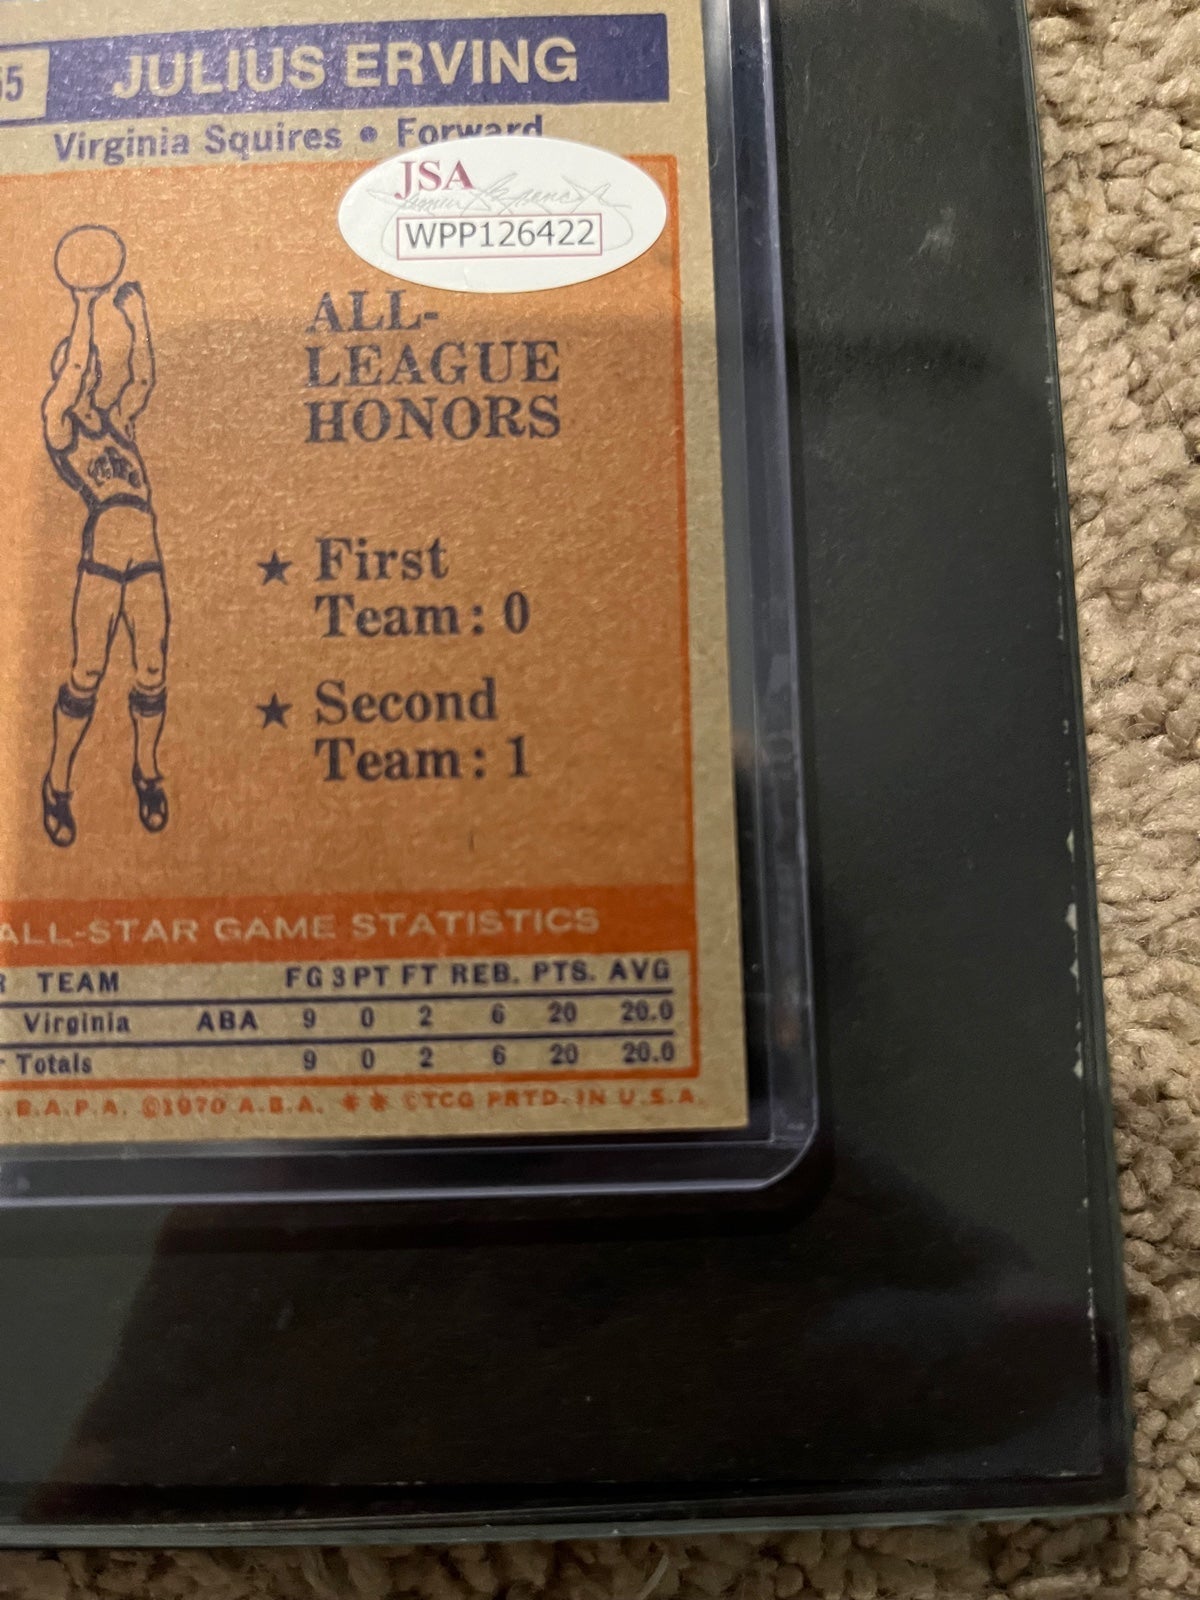 55
JULIUS ERVING
Virginia Squires • Forward
JSA
WPP126422
ALL-
LEAGUE
HONORS
★ First
Team: 0
★ Second
Team: 1
ALL-STAR GAME STATISTICS
R TEAM FG 3PT FT REB. PTS. AVG
Virginia ABA 9 0 2 6 20 20.0
Totals 9 0 2 6 20 20.0
.B.A.P.A. ©1970 A.B.A. ✶ ✶ ©TCG PRTD. IN U.S.A.